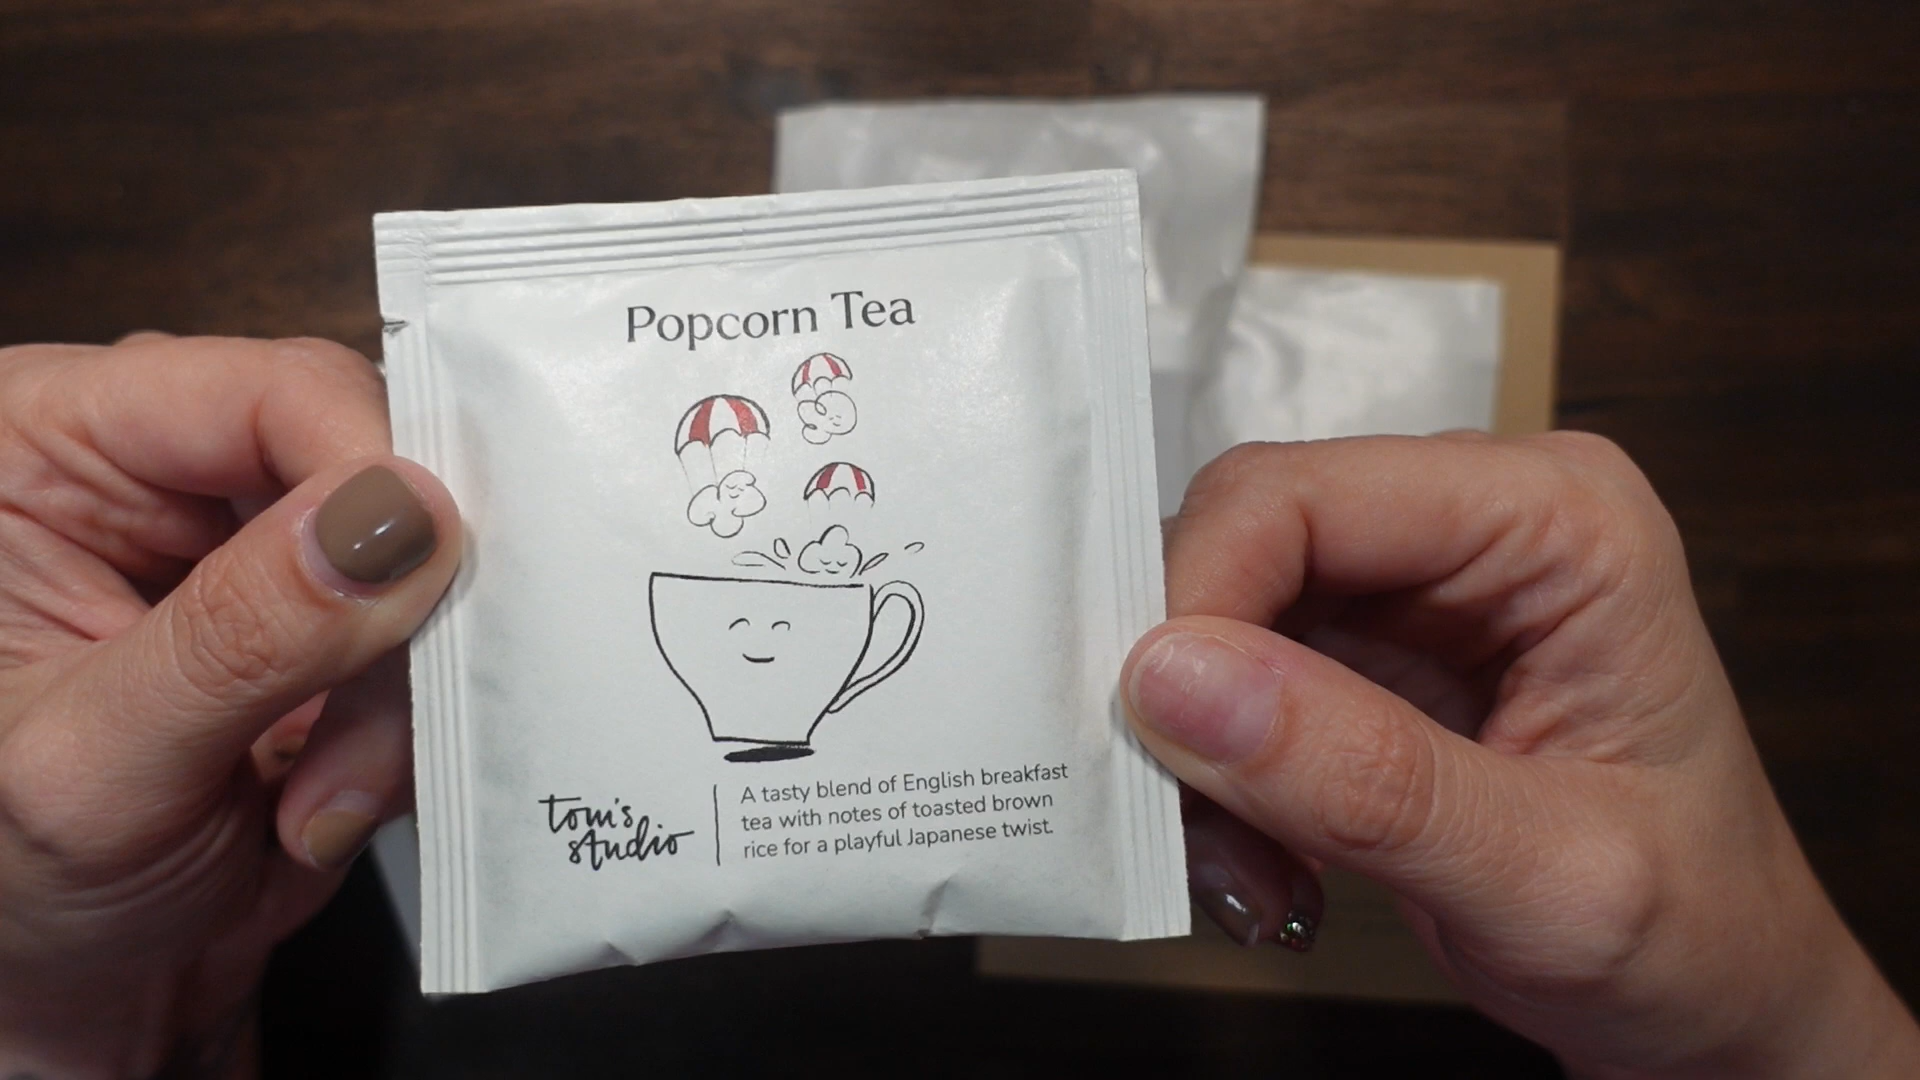 Popcorn Tea
tom's
studio
A tasty blend of English breakfast
tea with notes of toasted brown
rice for a playful Japanese twist.